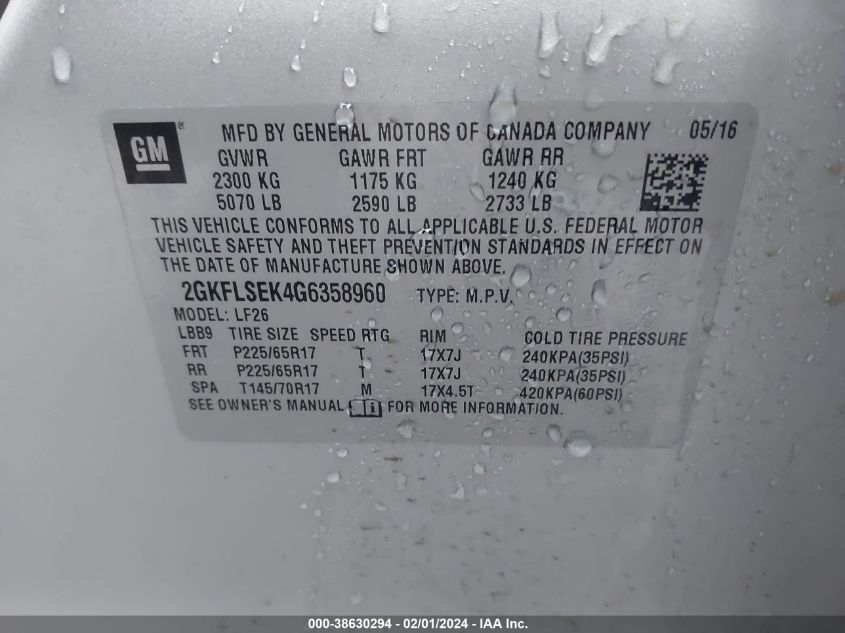 GM ® MFD BY GENERAL MOTORS OF CANADA COMPANY 05/16
GVWR GAWR FRT GAWR RR
2300 KG 1175 KG 1240 KG
5070 LB 2590 LB 2733 LB
THIS VEHICLE CONFORMS TO ALL APPLICABLE U.S. FEDERAL MOTOR
VEHICLE SAFETY AND THEFT PREVENTION STANDARDS IN EFFECT ON
THE DATE OF MANUFACTURE SHOWN ABOVE.
2GKFLSEK4G6358960 TYPE: M.P.V.
MODEL: LF26
LBB9 TIRE SIZE SPEED RTG RIM COLD TIRE PRESSURE
FRT P225/65R17 T 17X7J 240KPA(35PSI)
RR P225/65R17 T 17X7J 240KPA(35PSI)
SPA T145/70R17 M 17X4.5T 420KPA(60PSI)
SEE OWNER'S MANUAL i FOR MORE INFORMATION.
000-38630294 - 02/01/2024 - IAA Inc.